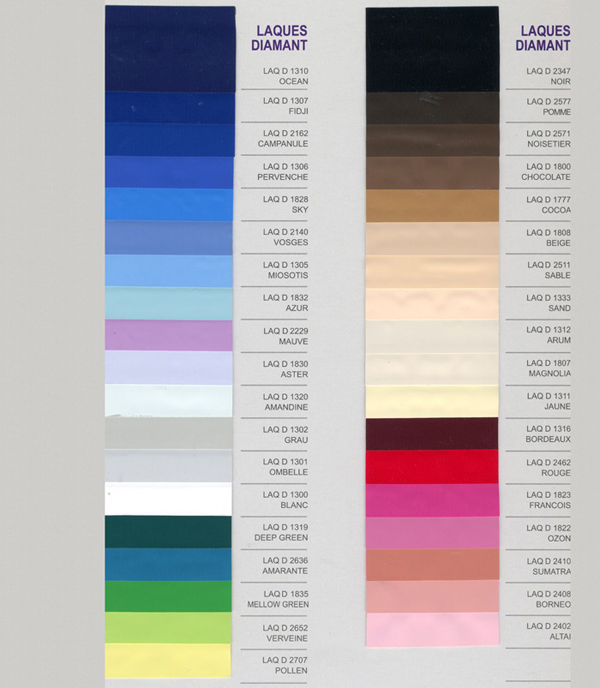 LAQUES
DIAMANT
LAQ D 1310
OCEAN
LAQ D 1307
FIDJI
LAQ D 2162
CAMPANULE
LAQ D 1306
PERVENCHE
LAQ D 1828
SKY
LAQ D 2140
VOSGES
LAQ D 1305
MIOSOTIS
LAQ D 1832
AZUR
LAQ D 2229
MAUVE
LAQ D 1830
ASTER
LAQ D 1320
AMANDINE
LAQ D 1302
GRAU
LAQ D 1301
OMBELLE
LAQ D 1300
BLANC
LAQ D 1319
DEEP GREEN
LAQ D 2636
AMARANTE
LAQ D 1835
MELLOW GREEN
LAQ D 2652
VERVEINE
LAQ D 2707
POLLEN
LAQUES
DIAMANT
LAQ D 2347
NOIR
LAQ D 2577
POMME
LAQ D 2571
NOISETIER
LAQ D 1800
CHOCOLATE
LAQ D 1777
COCOA
LAQ D 1808
BEIGE
LAQ D 2511
SABLE
LAQ D 1333
SAND
LAQ D 1312
ARUM
LAQ D 1807
MAGNOLIA
LAQ D 1311
JAUNE
LAQ D 1316
BORDEAUX
LAQ D 2462
ROUGE
LAQ D 1823
FRANCOIS
LAQ D 1822
OZON
LAQ D 2410
SUMATRA
LAQ D 2408
BORNEO
LAQ D 2402
ALTAI